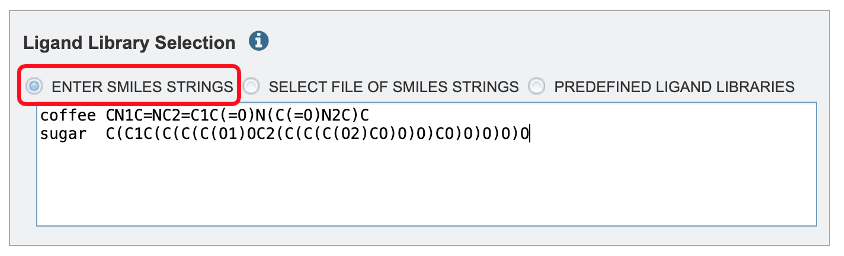 Ligand Library Selection
ENTER SMILES STRINGS SELECT FILE OF SMILES STRINGS PREDEFINED LIGAND LIBRARIES
coffee CN1C=NC2=C1C(=O)N(C(=O)N2C)C
sugar C(C1C(C(C(C(O1)OC2(C(C(C(O2)CO)O)O)CO)O)O)O)O